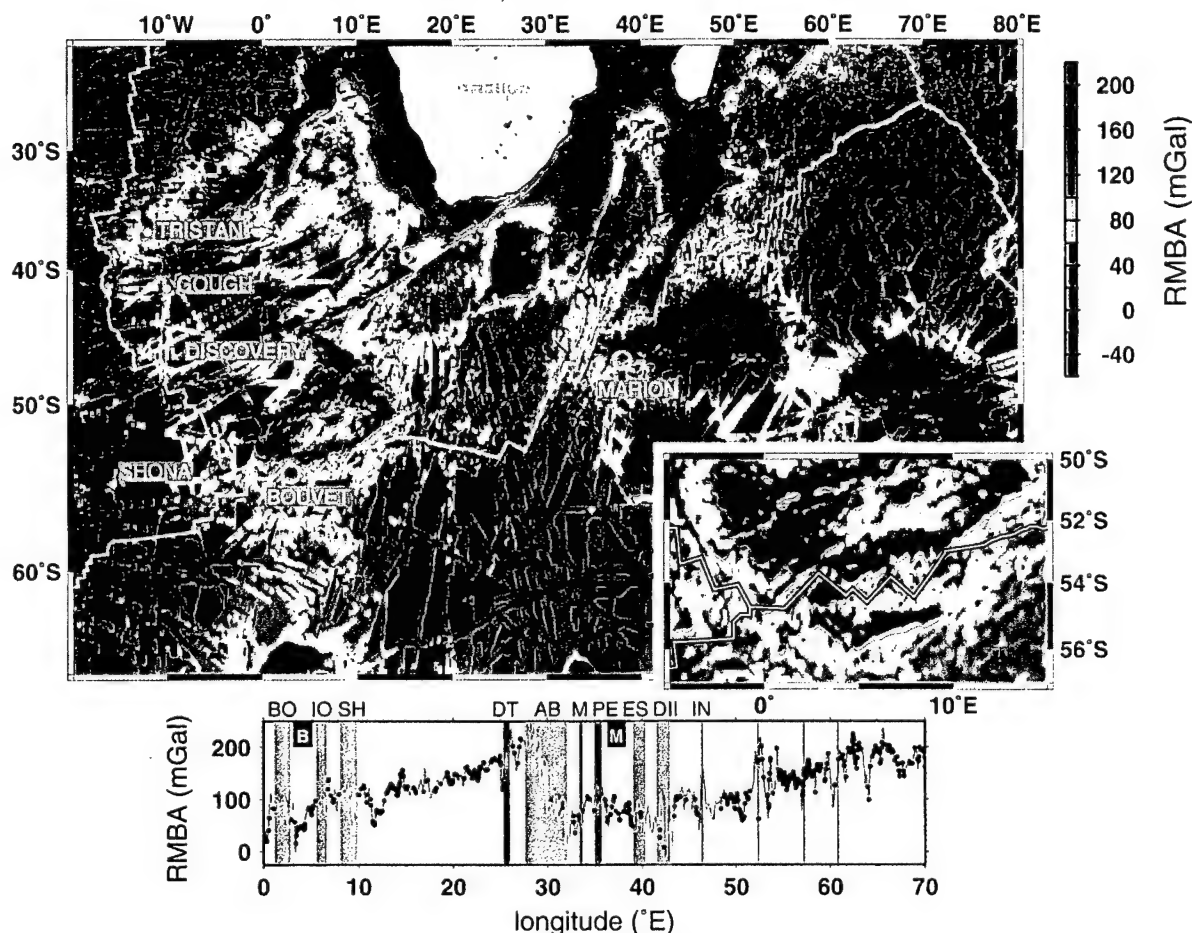 10°W 0° 10°E 20°E 30°E 40°E 50°E 60°E 70°E 80°E
200
160
120
80
40
0
-40
RMBA (mGal)
30°S
40°S
50°S
60°S
TRISTAN
GOUGH
DISCOVERY
SHONA
BOUVET
MARION
50°S
52°S
54°S
56°S
0° 10°E
BO IO SH DT AB M PE ES DII IN
B M
200
100
0
RMBA (mGal)
0 10 20 30 40 50 60 70
longitude (°E)